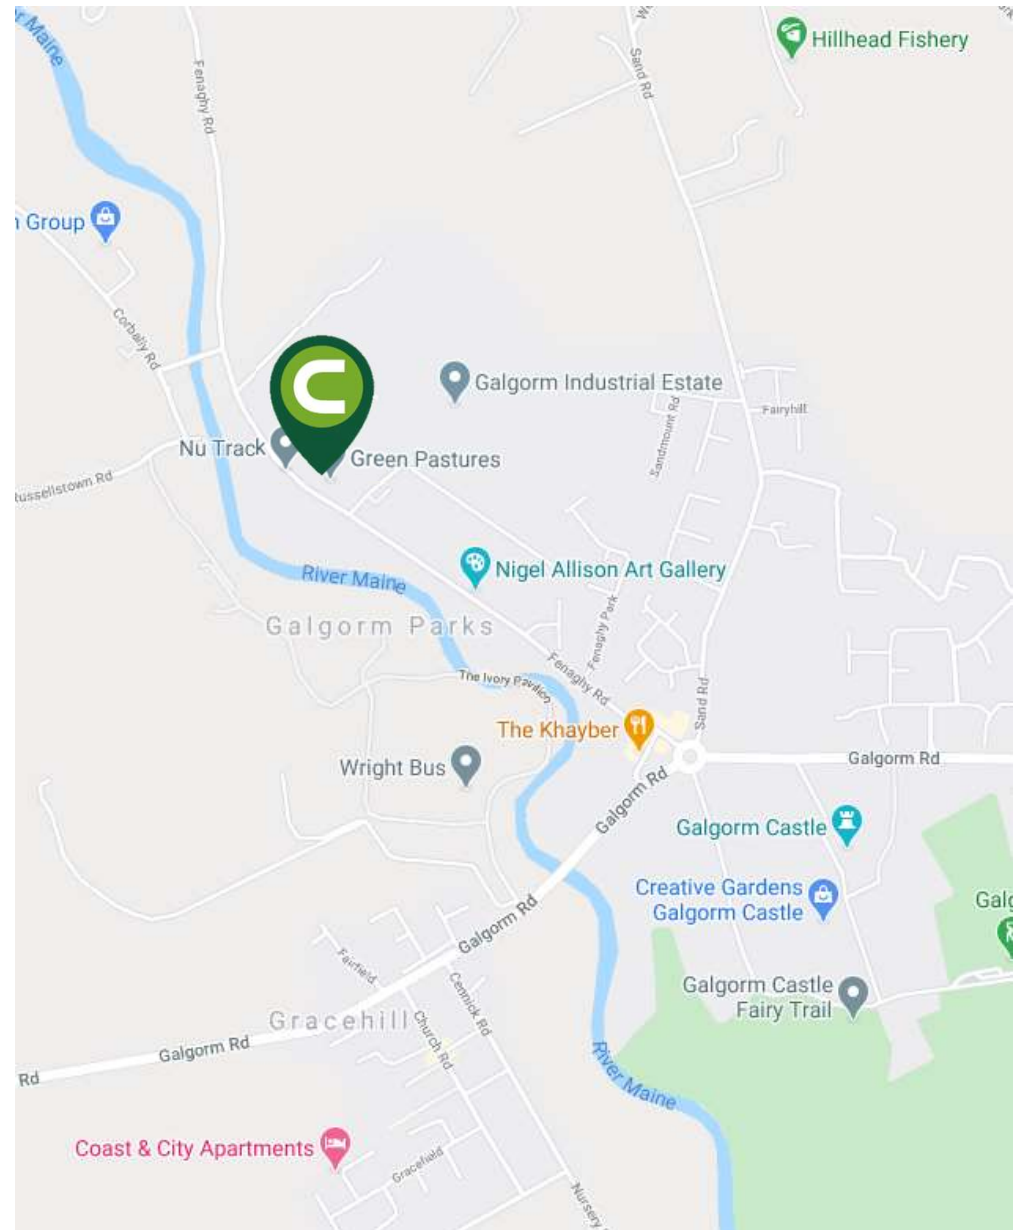 r Maine
Fenaghy Rd
Sand Rd
Hillhead Fishery
n Group
Corbally Rd
C
Galgorm Industrial Estate
Fairyhill
Sandmount Rd
Nu Track
Green Pastures
Russellstown Rd
River Maine
Nigel Allison Art Gallery
Galgorm Parks
Fenaghy Park
The Ivory Pavilion
Fenaghy Rd
Sand Rd
The Khayber
Wright Bus
Galgorm Rd
Galgorm Rd
Galgorm Castle
Creative Gardens
Galgorm Castle
Galg
Galgorm Rd
Fairfield
Cennick Rd
Galgorm Castle
Fairy Trail
Gracehill
Church Rd
Galgorm Rd
Rd
River Maine
Coast & City Apartments
Gracefield
Nursery